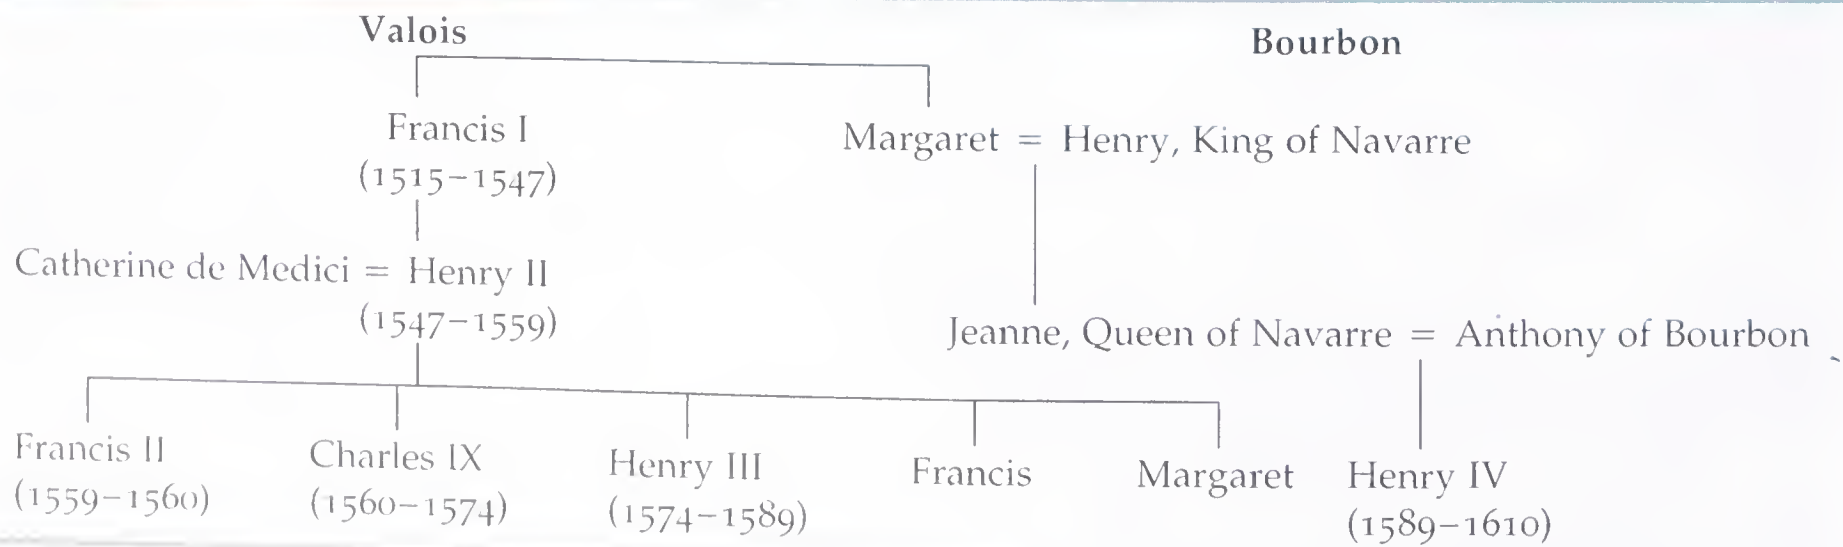 Valois
Bourbon
Francis I
(1515–1547)
Margaret = Henry, King of Navarre
Catherine de Medici = Henry II
(1547–1559)
Jeanne, Queen of Navarre = Anthony of Bourbon
Francis II
(1559–1560)
Charles IX
(1560–1574)
Henry III
(1574–1589)
Francis
Margaret
Henry IV
(1589–1610)